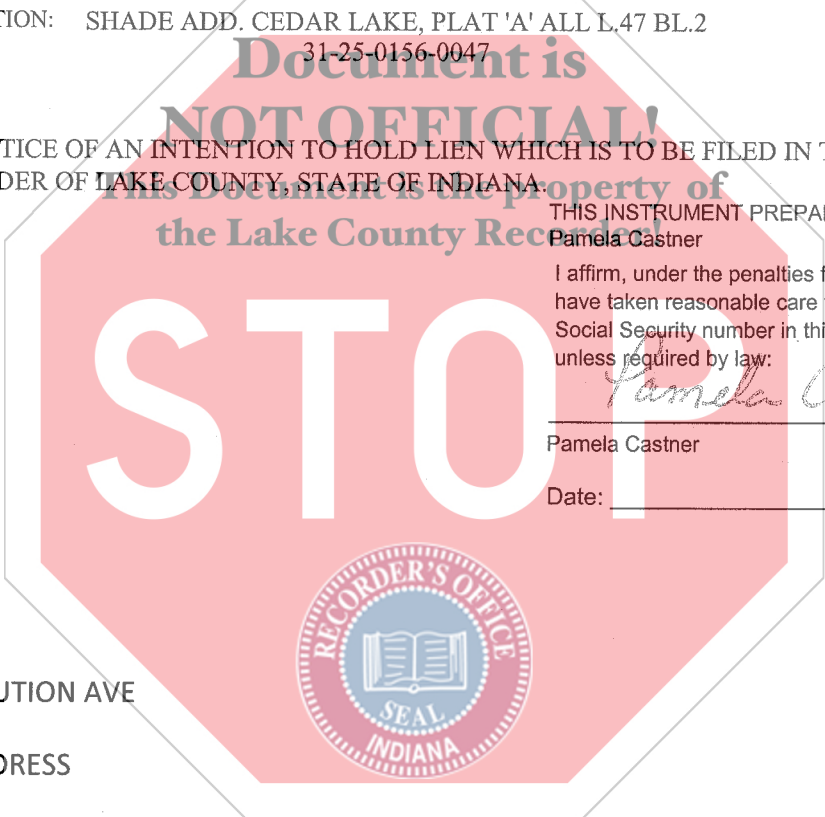 TION: SHADE ADD. CEDAR LAKE, PLAT 'A' ALL L.47 BL.2
31-25-0156-0047
Document is
NOT OFFICIAL!
TICE OF AN INTENTION TO HOLD LIEN WHICH IS TO BE FILED IN T
DER OF LAKE COUNTY, STATE OF INDIANA.
This Document is the property of
the Lake County Recorder!
THIS INSTRUMENT PREPA
Pamela Castner
I affirm, under the penalties f
have taken reasonable care
Social Security number in thi
unless required by law:
Pamela C
Pamela Castner
Date:
STOP
RECORDER'S OFFICE
SEAL
INDIANA
UTION AVE
DRESS